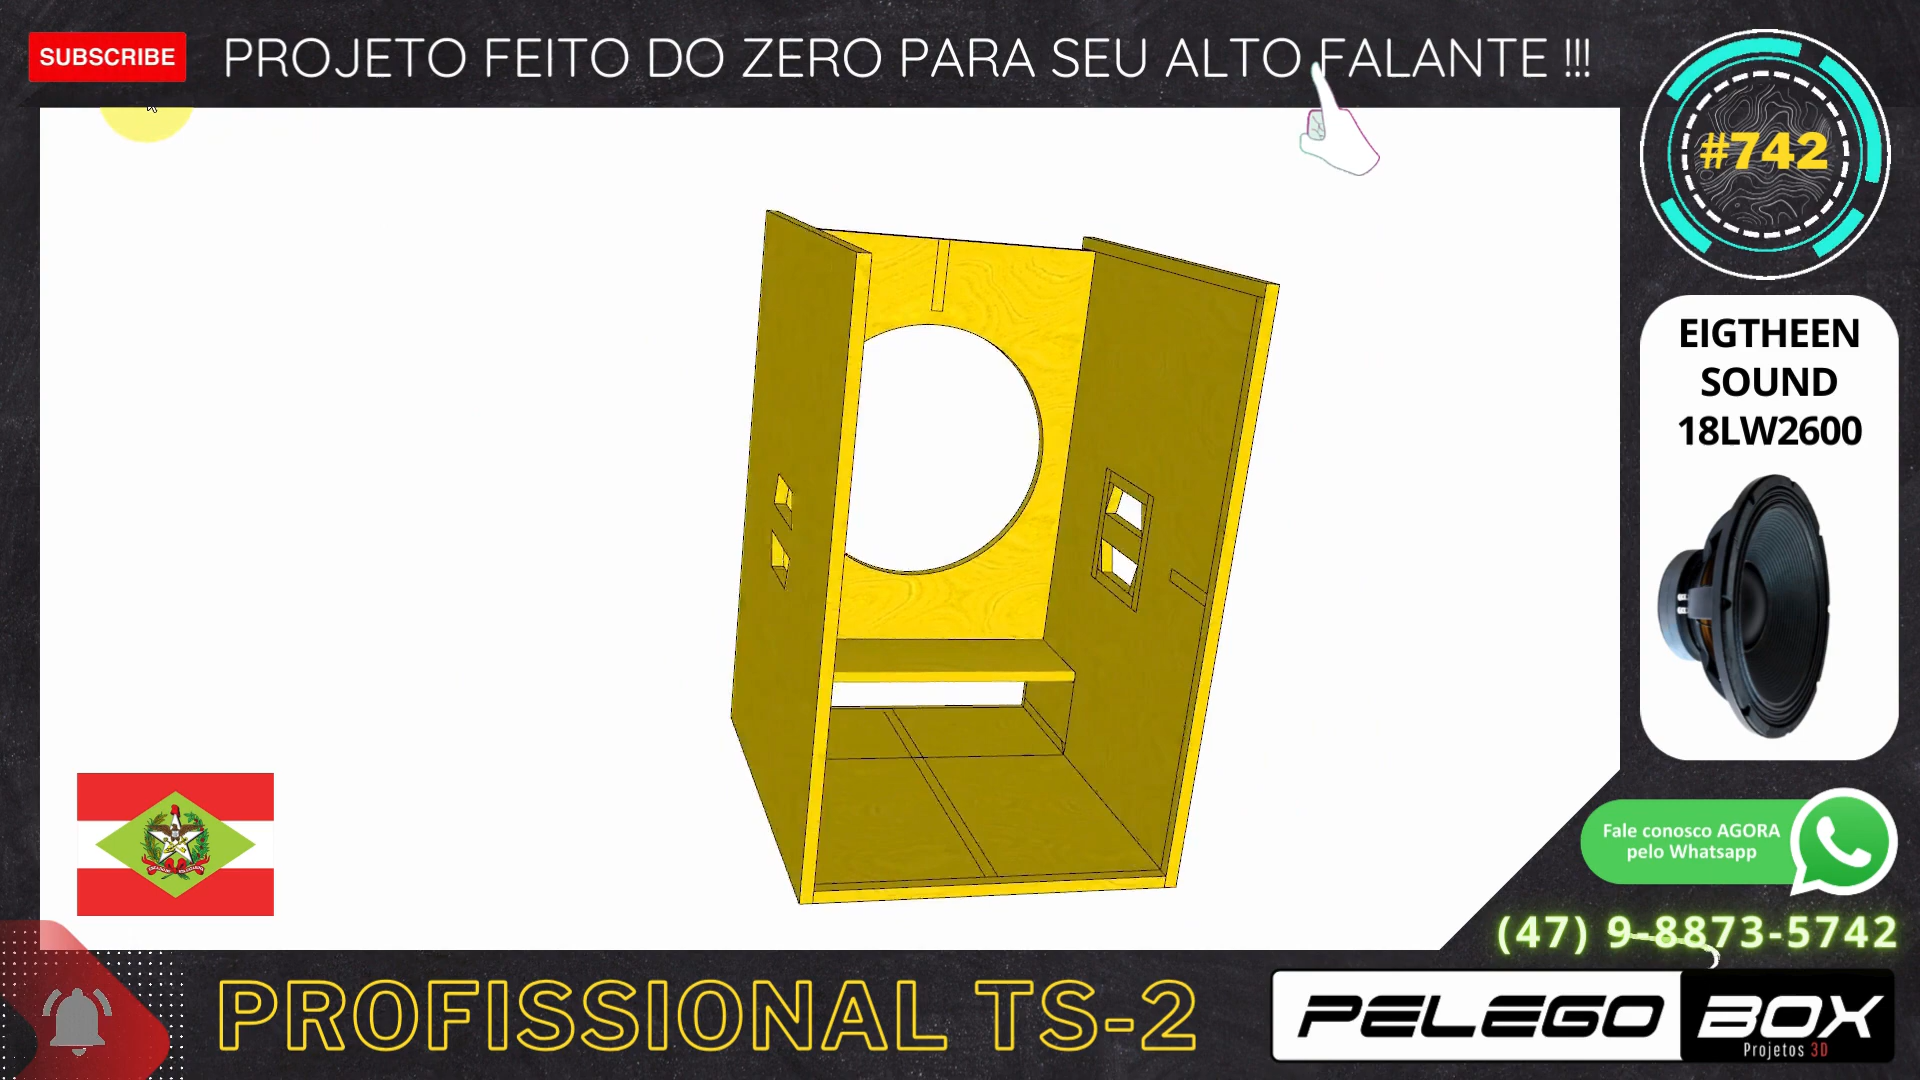 SUBSCRIBE
PROJETO FEITO DO ZERO PARA SEU ALTO FALANTE !!!
#742
EIGTHEEN
SOUND
18LW2600
Fale conosco AGORA
pelo Whatsapp
(47) 9-8873-5742
PROFISSIONAL TS-2
PELEGO BOX
Projetos 3D